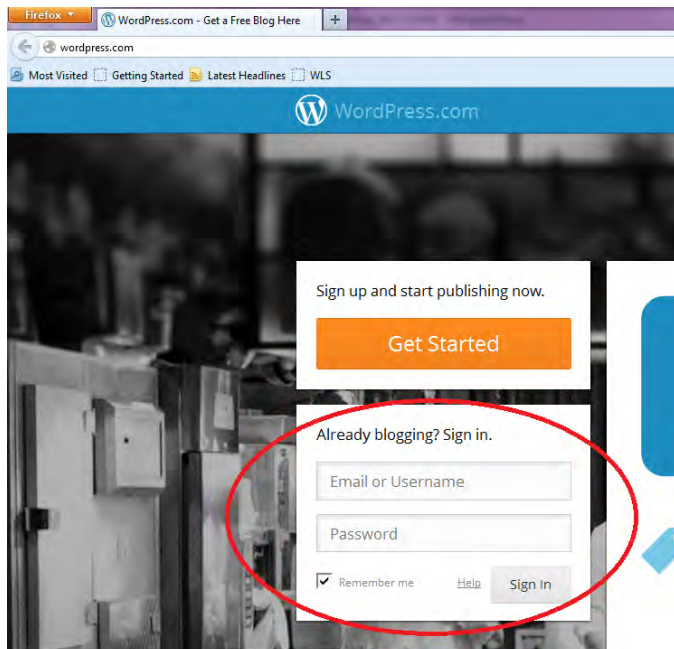 Firefox
WordPress.com - Get a Free Blog Here
+
wordpress.com
Most Visited Getting Started Latest Headlines WLS
WordPress.com
Sign up and start publishing now.
Get Started
Already blogging? Sign in.
Email or Username
Password
Remember me Help Sign In